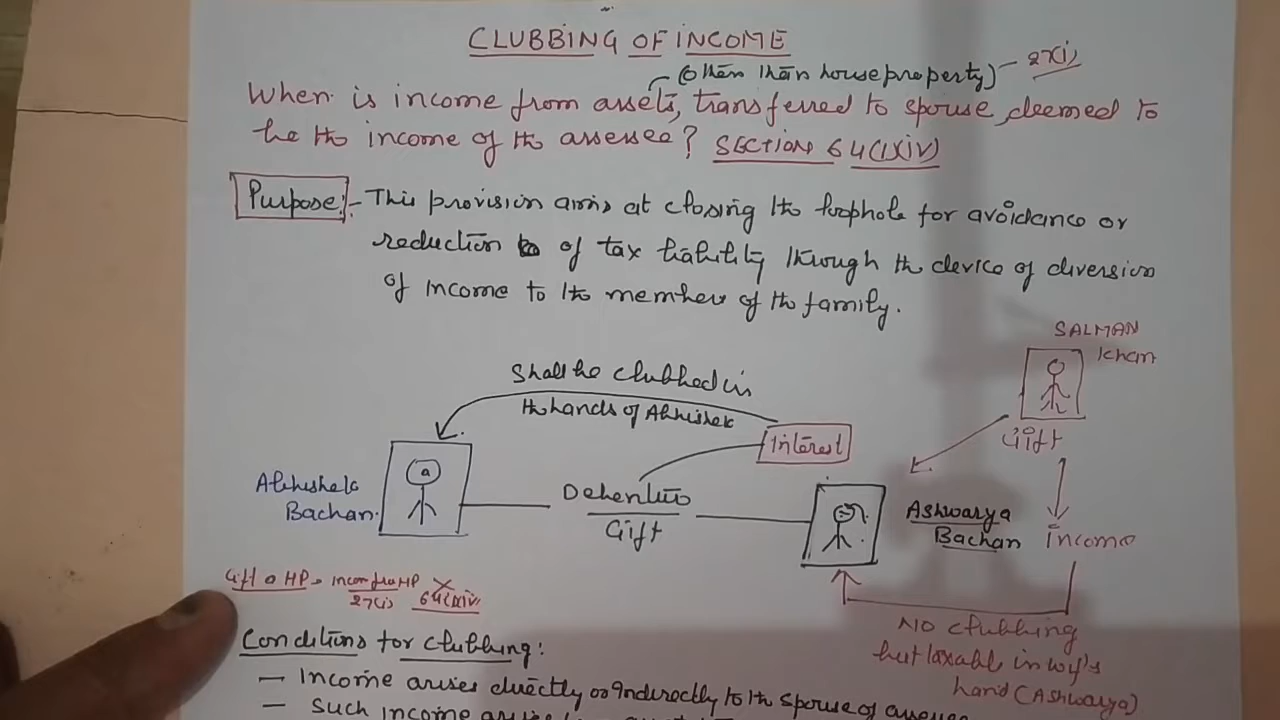 CLUBBING OF INCOME
(Other than house property) - 27(i)
When is income from assets, transferred to spouse, deemed to
be the income of the assessee? SECTION 64(1)(iv)
Purpose:- This provision aims at closing the loophole for avoidance or
reduction of tax liability through the device of diversion
of income to the members of the family.
SALMAN
Khan
Shall be clubbed in
the hands of Abhishek
Interest
Gift
Abhishek
Bachan.
Debenture
Gift
Ashwarya
Bachan
income
Gift a HP → income from HP
27(i) 64(1)(iv)
NO clubbing
but taxable in wife's
hand (ASHwarya)
Conditions for clubbing:
- Income arises directly or indirectly to the spouse of assessee
- Such income